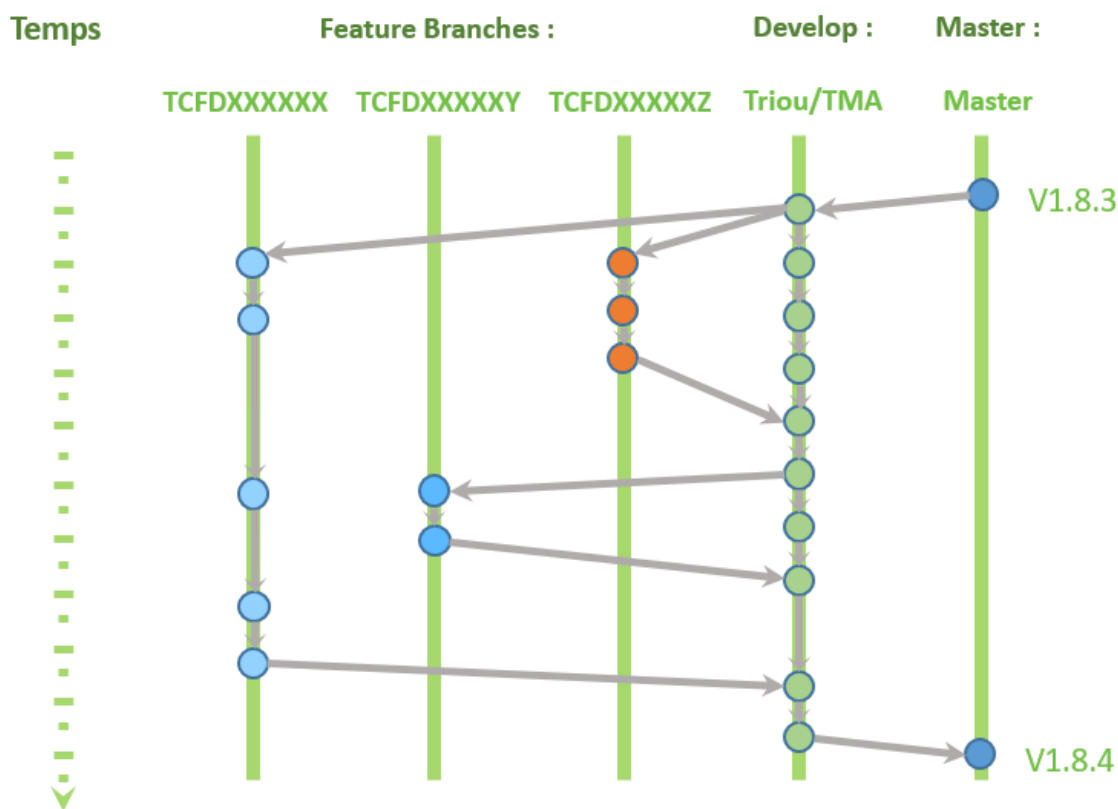 Temps
Feature Branches :
Develop :
Master :
TCFDXXXXXX
TCFDXXXXXY
TCFDXXXXXZ
Triou/TMA
Master
V1.8.3
V1.8.4